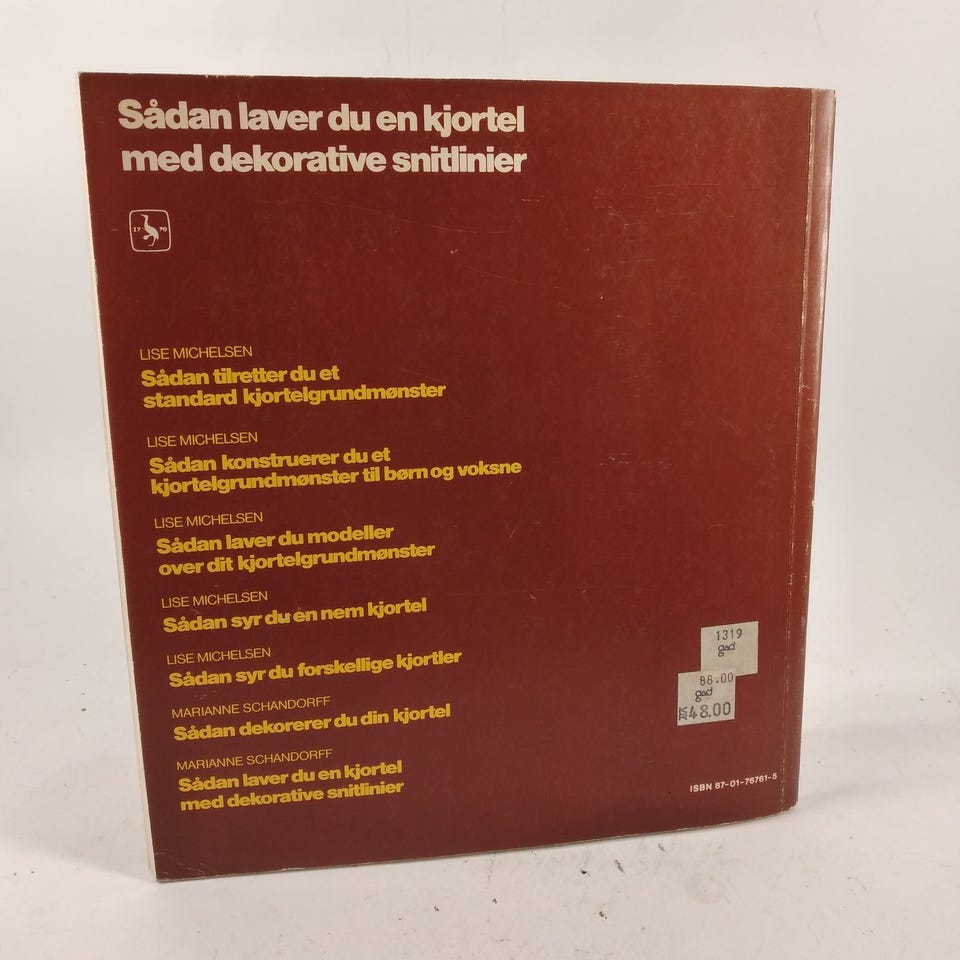 Sådan laver du en kjortel
med dekorative snitlinier
17 70
LISE MICHELSEN
Sådan tilretter du et
standard kjortelgrundmønster
LISE MICHELSEN
Sådan konstruerer du et
kjortelgrundmønster til børn og voksne
LISE MICHELSEN
Sådan laver du modeller
over dit kjortelgrundmønster
LISE MICHELSEN
Sådan syr du en nem kjortel
LISE MICHELSEN
Sådan syr du forskellige kjortler
MARIANNE SCHANDORFF
Sådan dekorerer du din kjortel
MARIANNE SCHANDORFF
Sådan laver du en kjortel
med dekorative snitlinier
1319
gad
88.00
gad
48.00
ISBN 87-01-76761-5